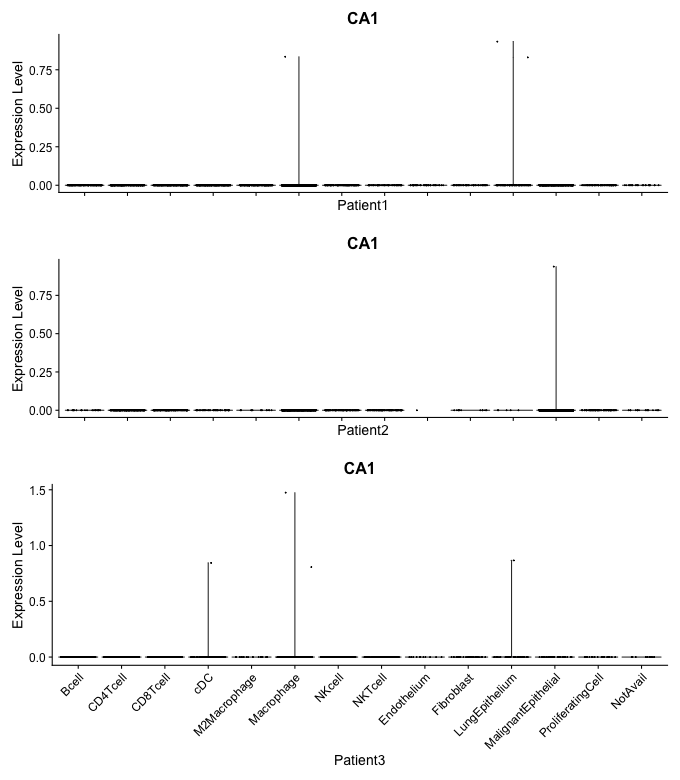 CA1
Expression Level
0.75
0.50
0.25
0.00
Patient1
CA1
Expression Level
0.75
0.50
0.25
0.00
Patient2
CA1
Expression Level
1.5
1.0
0.5
0.0
Bcell
CD4Tcell
CD8Tcell
cDC
M2Macrophage
Macrophage
NKcell
NKTcell
Endothelium
Fibroblast
LungEpithelium
MalignantEpithelial
ProliferatingCell
NotAvail
Patient3